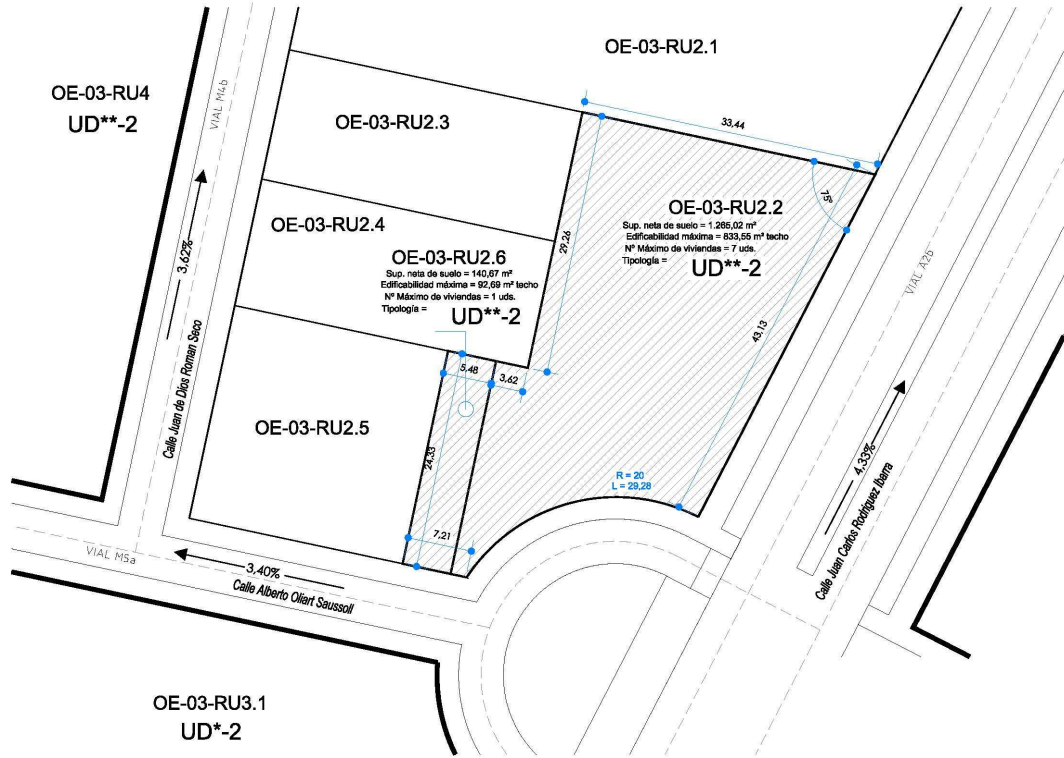 OE-03-RU2.1
OE-03-RU4
UD**-2
VIAL M4b
OE-03-RU2.3
33,44
75º
OE-03-RU2.2
Sup. neta de suelo = 1.265,02 m²
Edificabilidad máxima = 833,55 m² techo
Nº Máximo de viviendas = 7 uds.
Tipología =
UD**-2
OE-03-RU2.4
29,26
3,62%
OE-03-RU2.6
Sup. neta de suelo = 140,67 m²
Edificabilidad máxima = 92,69 m² techo
Nº Máximo de viviendas = 1 uds.
Tipología =
UD**-2
VIAL A2b
43,13
Calle Juan de Dios Roman Seco
5,48
3,62
OE-03-RU2.5
24,33
R = 20
L = 29,28
4,33%
Calle Juan Carlos Rodriguez Ibarra
7,21
VIAL M5a
3,40%
Calle Alberto Oliart Saussoll
OE-03-RU3.1
UD*-2